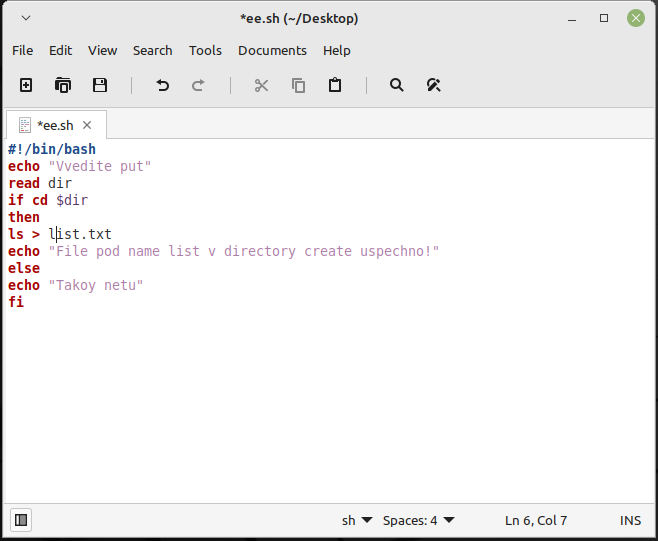 *ee.sh (~/Desktop)
File Edit View Search Tools Documents Help
*ee.sh
#!/bin/bash
echo "Vvedite put"
read dir
if cd $dir
then
ls > list.txt
echo "File pod name list v directory create uspechno!"
else
echo "Takoy netu"
fi
sh Spaces: 4 Ln 6, Col 7 INS